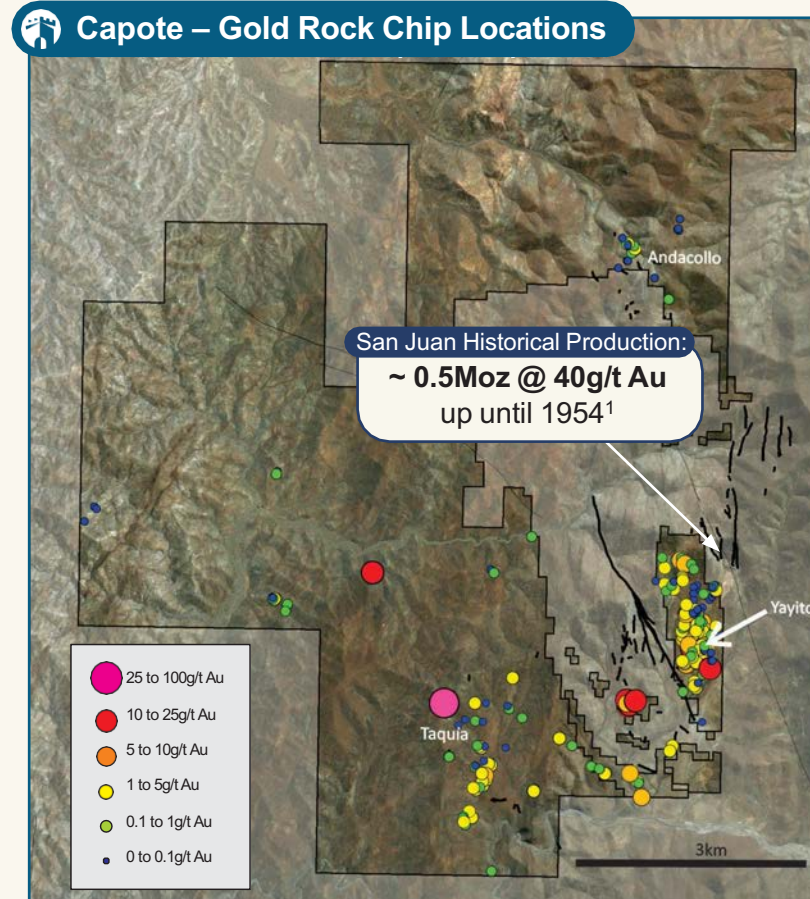 Capote – Gold Rock Chip Locations
Andacollo
San Juan Historical Production:
~ 0.5Moz @ 40g/t Au
up until 1954¹
Yayito
25 to 100g/t Au
10 to 25g/t Au
5 to 10g/t Au
1 to 5g/t Au
0.1 to 1g/t Au
0 to 0.1g/t Au
Taquia
3km